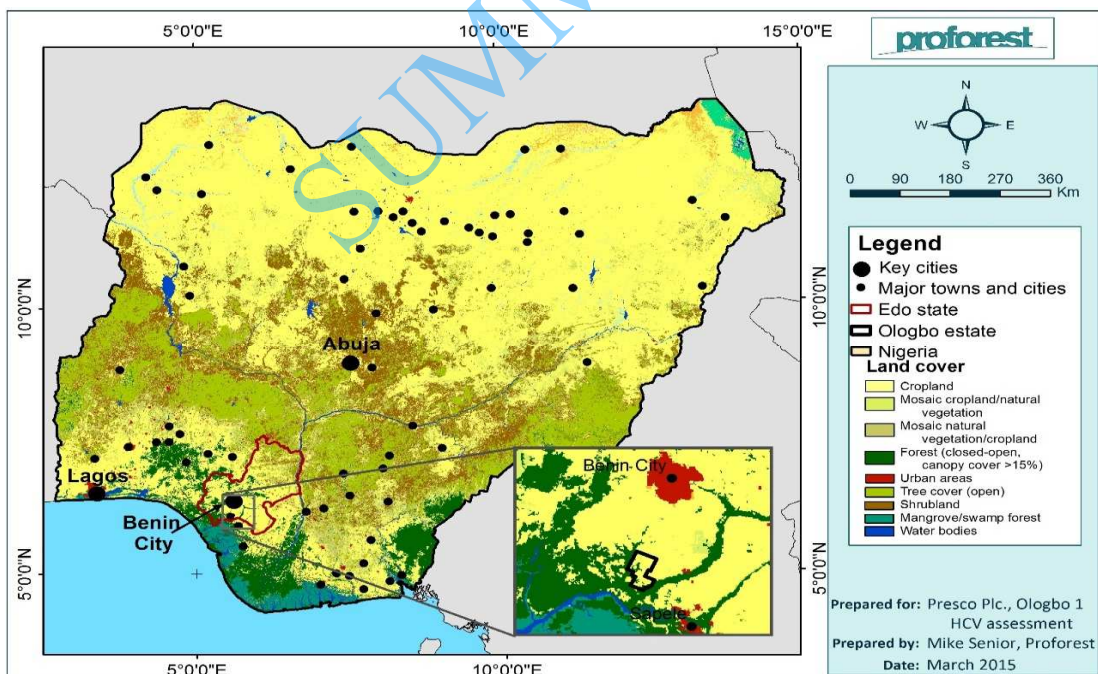 5°0'0"E
10°0'0"E
15°0'0"E
proforest
SUMM
N
W
E
S
0 90 180 270 360
Km
10°0'0"N
10°0'0"N
5°0'0"N
5°0'0"N
Abuja
Lagos
Benin
City
Benin City
Sapele
Legend
Key cities
Major towns and cities
Edo state
Ologbo estate
Nigeria
Land cover
Cropland
Mosaic cropland/natural
vegetation
Mosaic natural
vegetation/cropland
Forest (closed-open,
canopy cover >15%)
Urban areas
Tree cover (open)
Shrubland
Mangrove/swamp forest
Water bodies
Prepared for: Presco Plc., Ologbo 1
HCV assessment
Prepared by: Mike Senior, Proforest
Date: March 2015
5°0'0"E
10°0'0"E